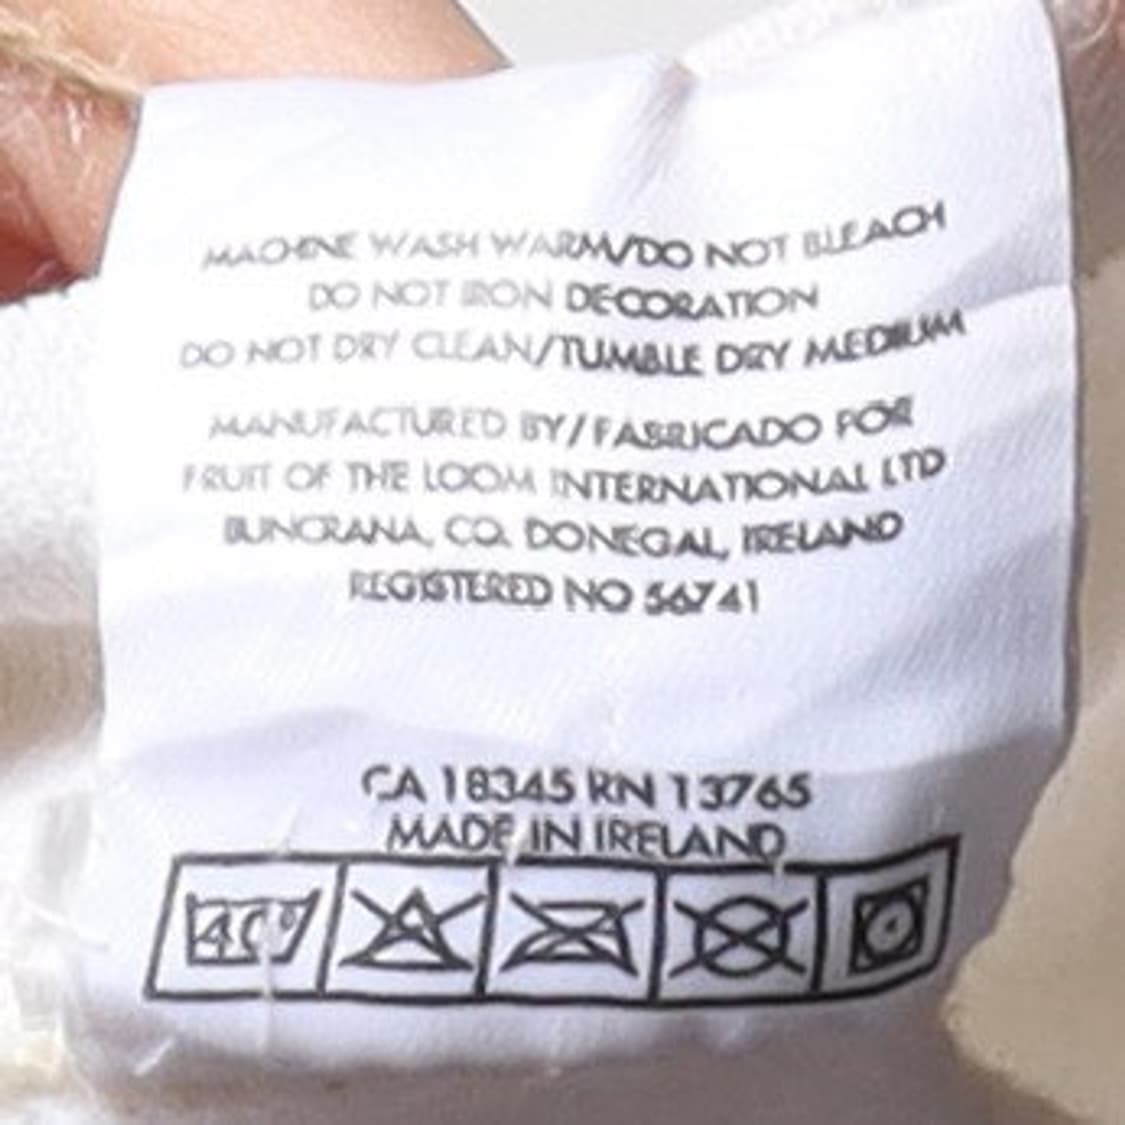 MACHINE WASH WARM/DO NOT BLEACH
DO NOT IRON DECORATION
DO NOT DRY CLEAN/TUMBLE DRY MEDIUM
MANUFACTURED BY/FABRICADO FOR
FRUIT OF THE LOOM INTERNATIONAL LTD
BUNCRANA, CO. DONEGAL, IRELAND
REGISTERED NO 56741
CA 18345 RN 13765
MADE IN IRELAND
40°